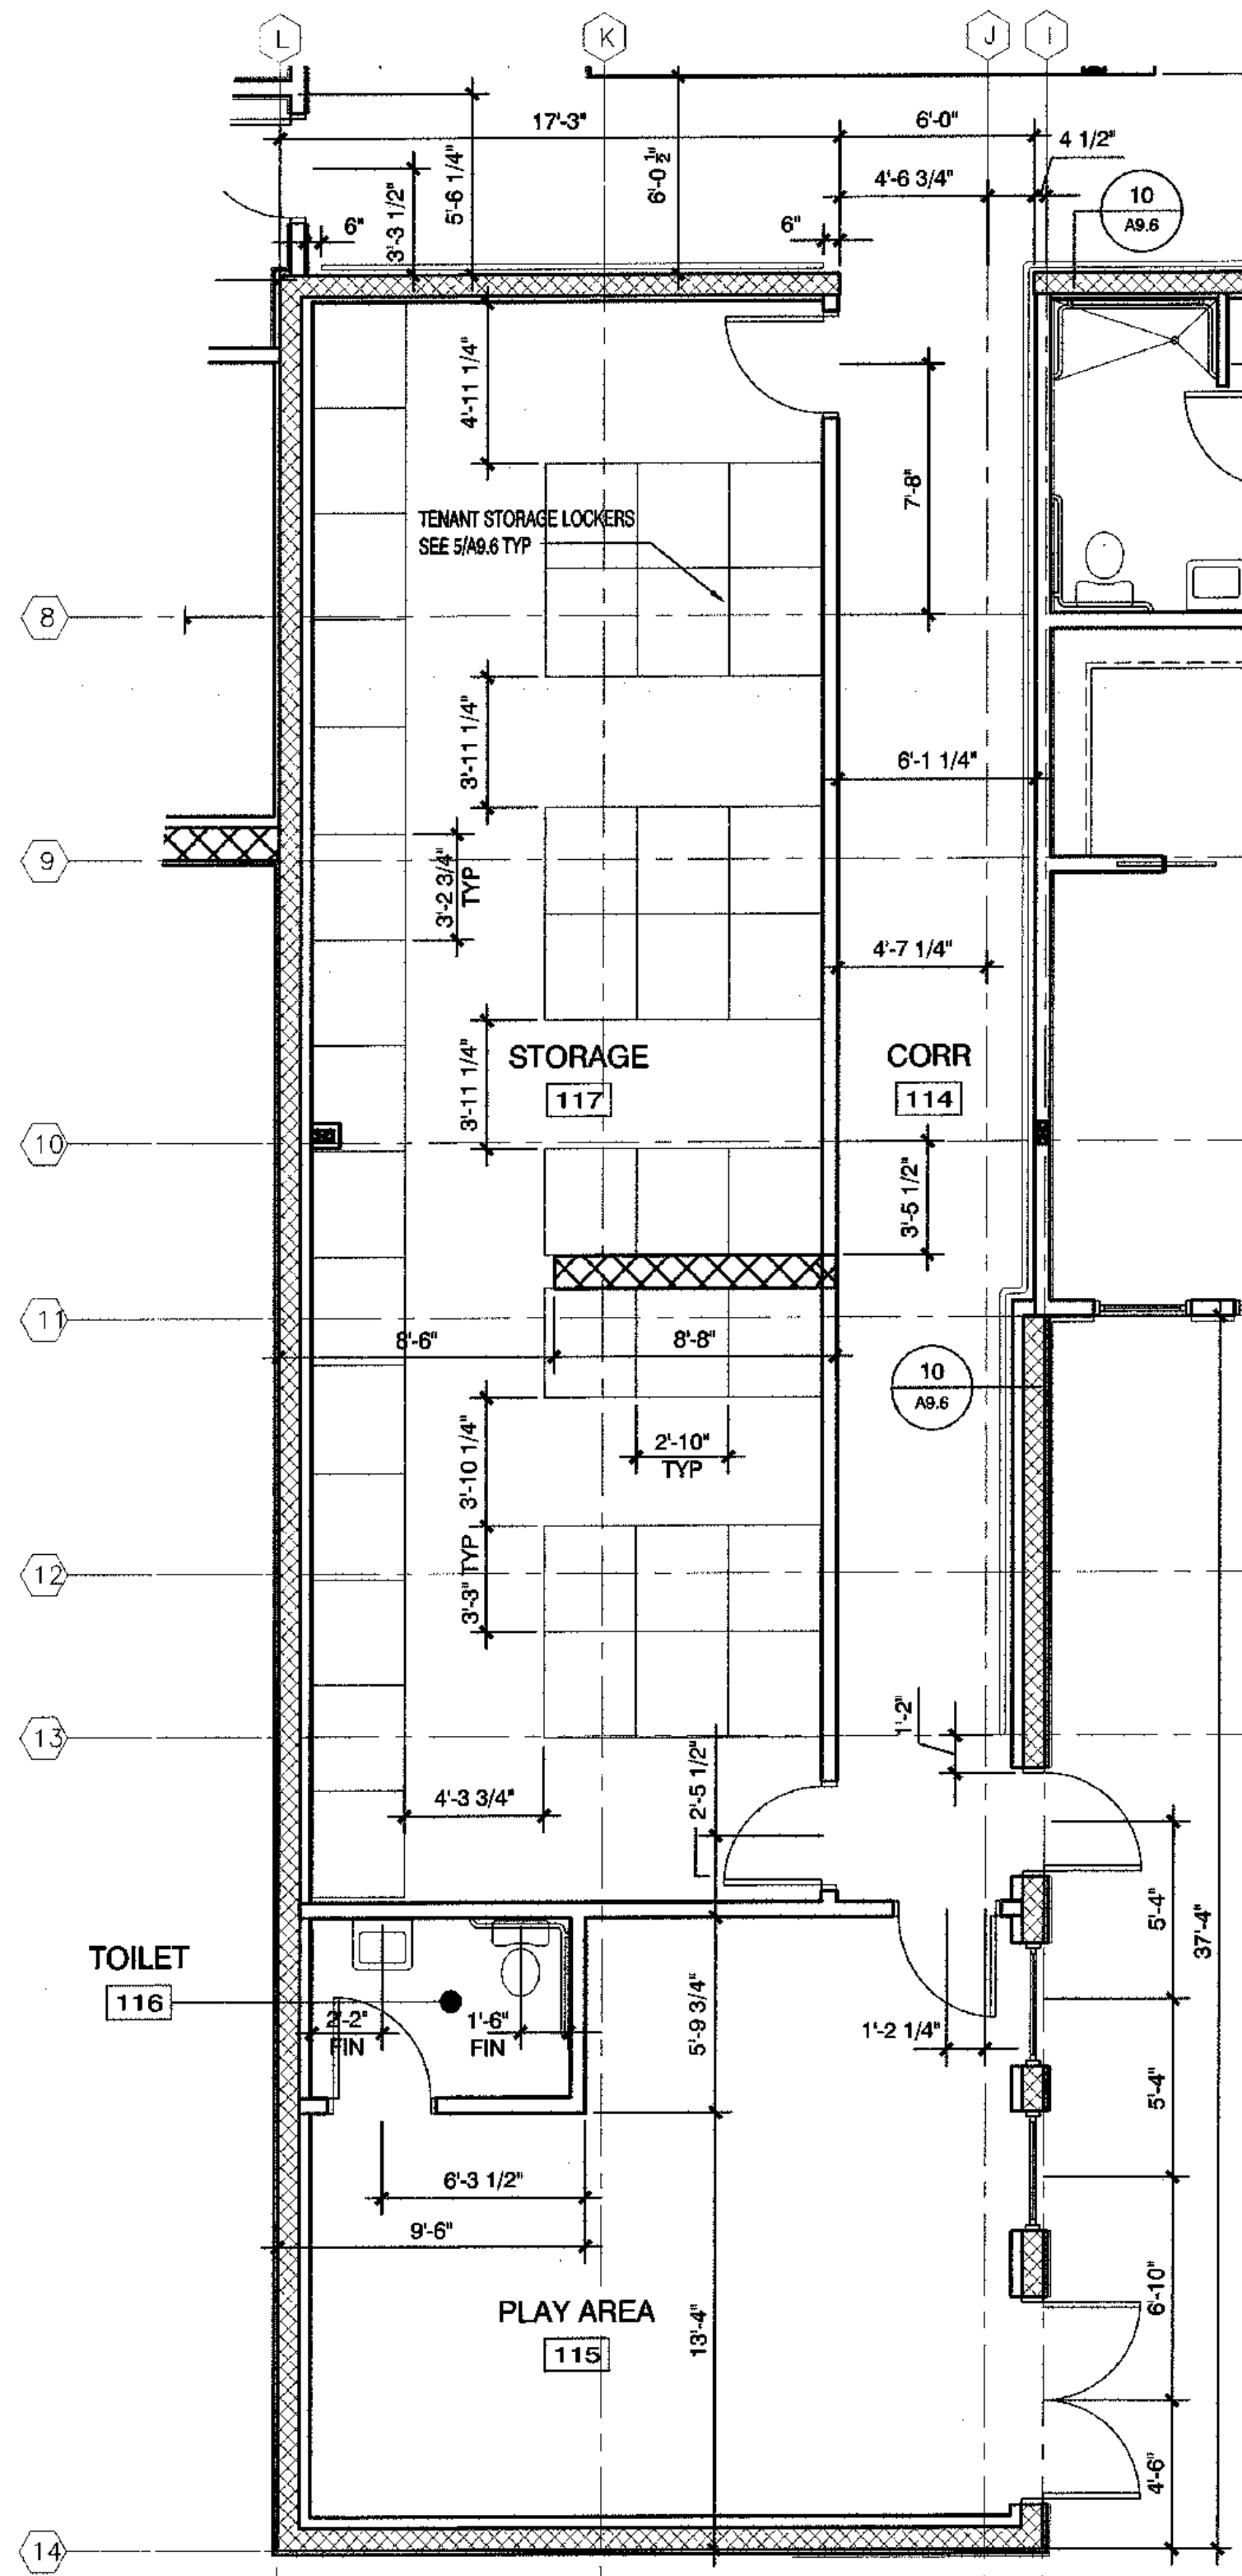 L
K
J
I
17'-3"
6'-0"
4 1/2"
4'-6 3/4"
10
A9.6
6"
3'-3 1/2"
5'-6 1/4"
6'-0 1/2"
6"
4'-11 1/4"
7'-8"
TENANT STORAGE LOCKERS
SEE 5/A9.6 TYP
8
3'-11 1/4"
6'-1 1/4"
9
3'-2 3/4"
TYP
4'-7 1/4"
3'-11 1/4"
STORAGE
117
CORR
114
10
3'-5 1/2"
11
8'-6"
8'-8"
10
A9.6
3'-10 1/4"
2'-10"
TYP
12
3'-3" TYP
13
1'-2"
2'-5 1/2"
4'-3 3/4"
5'-4"
37'-4"
TOILET
116
2'-2"
FIN
1'-6"
FIN
5'-9 3/4"
1'-2 1/4"
5'-4"
6'-3 1/2"
9'-6"
6'-10"
PLAY AREA
115
13'-4"
4'-6"
14